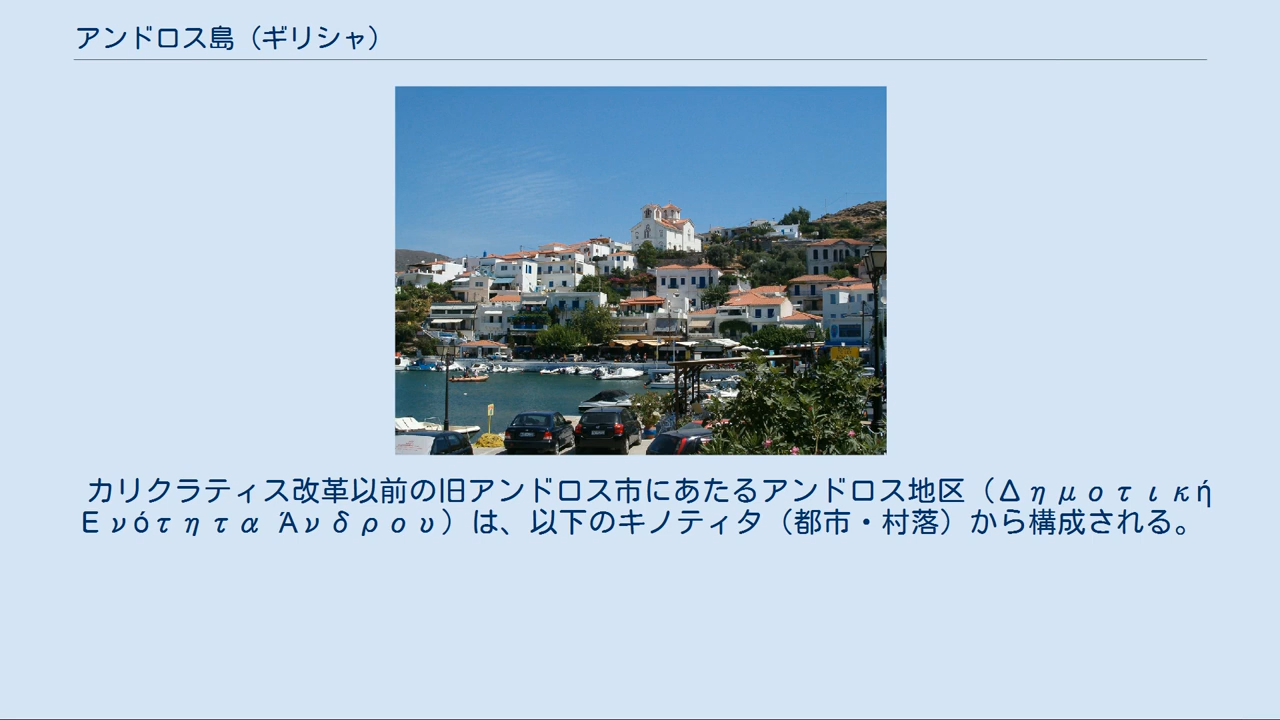 アンドロス島（ギリシャ）
カリクラティス改革以前の旧アンドロス市にあたるアンドロス地区（Δημοτική
Ενότητα Άνδρου）は、以下のキノティタ（都市・村落）から構成される。